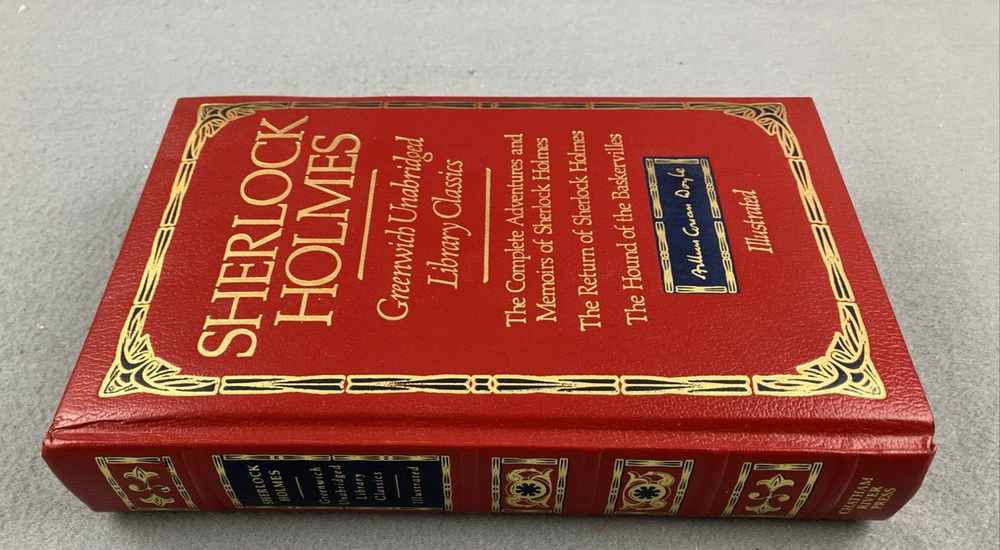 SHERLOCK
HOLMES
Greenwich Unabridged
Library Classics
The Complete Adventures and
Memoirs of Sherlock Holmes
The Return of Sherlock Holmes
The Hound of the Baskervilles
Arthur Conan Doyle
Illustrated
SHERLOCK
HOLMES
Greenwich
Unabridged
Library
Classics
Illustrated
CHATHAM
RIVER
PRESS